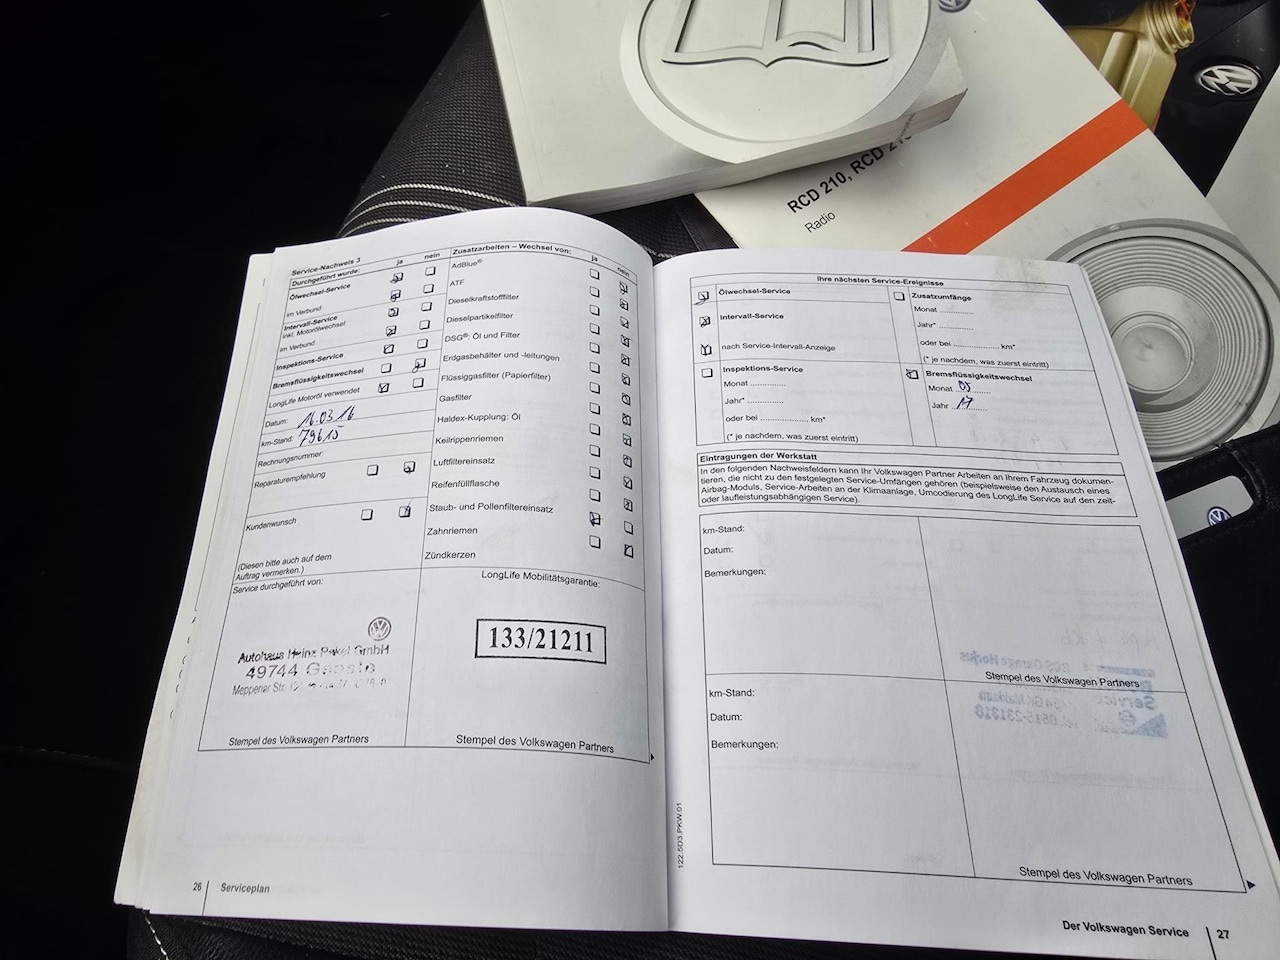 RCD 210, RCD
Radio
Service-Nachweis 3
Durchgeführt wurde:
ja
nein
Ölwechsel-Service
im Verbund
Intervall-Service
inkl. Motorölwechsel
im Verbund
Inspektions-Service
Bremsflüssigkeitswechsel
LongLife Motoröl verwendet
Datum: 16.03.16
km-Stand: 79615
Rechnungsnummer:
Reparaturempfehlung
Kundenwunsch
(Diesen bitte auch auf dem
Auftrag vermerken.)
Service durchgeführt von:
Autohaus Heinz GmbH
49744 Geeste
Meppener Str.
Stempel des Volkswagen Partners
Zusatzarbeiten – Wechsel von:
ja
nein
AdBlue®
ATF
Dieselkraftstofffilter
Dieselpartikelfilter
DSG®: Öl und Filter
Erdgasbehälter und -leitungen
Flüssiggasfilter (Papierfilter)
Gasfilter
Haldex-Kupplung: Öl
Keilrippenriemen
Luftfiltereinsatz
Reifenfüllflasche
Staub- und Pollenfiltereinsatz
Zahnriemen
Zündkerzen
LongLife Mobilitätsgarantie:
133/21211
Stempel des Volkswagen Partners
26
Serviceplan
Ihre nächsten Service-Ereignisse
Ölwechsel-Service
Intervall-Service
nach Service-Intervall-Anzeige
Inspektions-Service
Monat ..............
Jahr* ..............
oder bei .................. km*
(* je nachdem, was zuerst eintritt)
Zusatzumfänge
Monat .............
Jahr* .............
oder bei .................. km*
(* je nachdem, was zuerst eintritt)
Bremsflüssigkeitswechsel
Monat 03
Jahr 17
Eintragungen der Werkstatt
In den folgenden Nachweisfeldern kann Ihr Volkswagen Partner Arbeiten an Ihrem Fahrzeug dokumen-
tieren, die nicht zu den festgelegten Service-Umfängen gehören (beispielsweise den Austausch eines
Airbag-Moduls, Service-Arbeiten an der Klimaanlage, Umcodierung des LongLife Service auf den zeit-
oder laufleistungsabhängigen Service).
km-Stand:
Datum:
Bemerkungen:
Stempel des Volkswagen Partners
km-Stand:
Datum:
Bemerkungen:
Stempel des Volkswagen Partners
122.5D3.PKW.01
Der Volkswagen Service
27